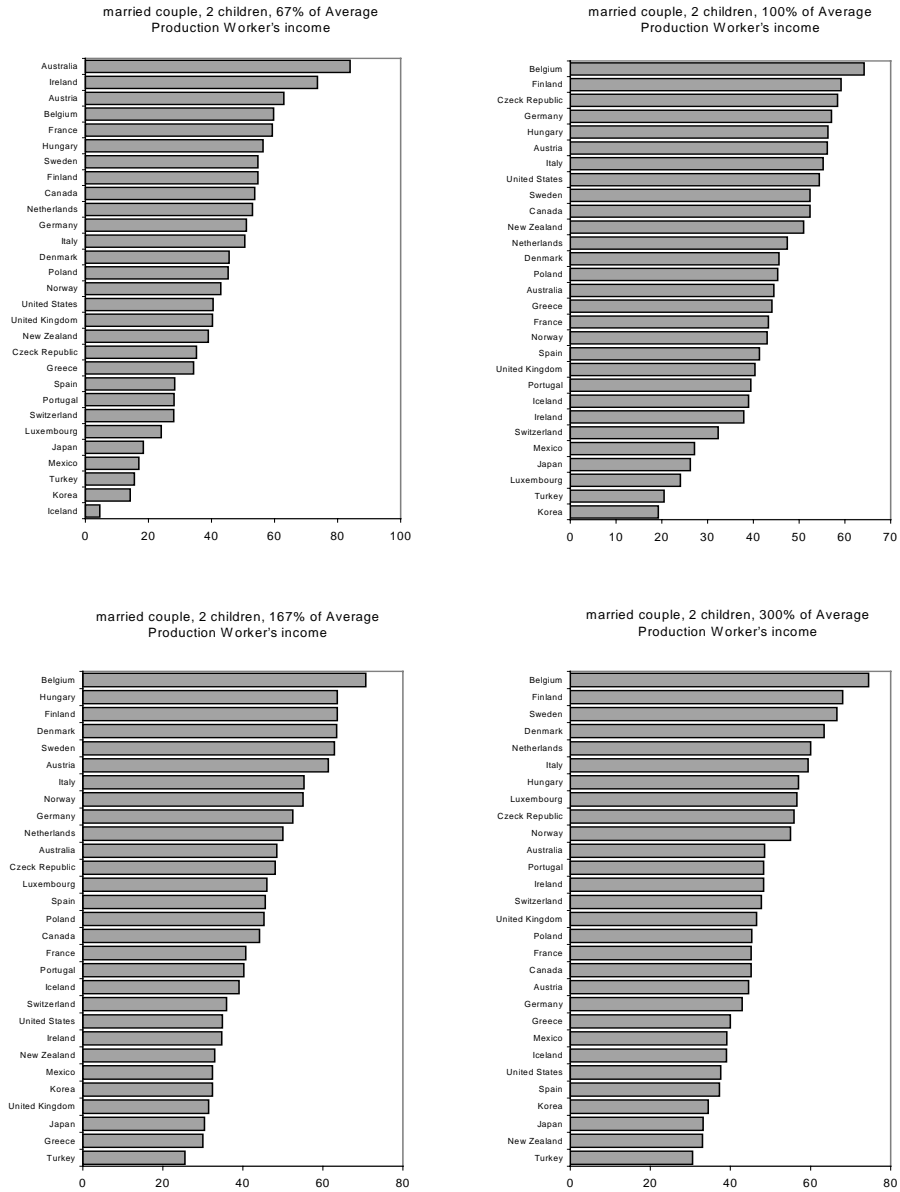 married couple, 2 children, 67% of Average
Production Worker's income
Australia
Ireland
Austria
Belgium
France
Hungary
Sweden
Finland
Canada
Netherlands
Germany
Italy
Denmark
Poland
Norway
United States
United Kingdom
New Zealand
Czeck Republic
Greece
Spain
Portugal
Switzerland
Luxembourg
Japan
Mexico
Turkey
Korea
Iceland
0 20 40 60 80 100
married couple, 2 children, 100% of Average
Production Worker's income
Belgium
Finland
Czeck Republic
Germany
Hungary
Austria
Italy
United States
Sweden
Canada
New Zealand
Netherlands
Denmark
Poland
Australia
Greece
France
Norway
Spain
United Kingdom
Portugal
Iceland
Ireland
Switzerland
Mexico
Japan
Luxembourg
Turkey
Korea
0 10 20 30 40 50 60 70
married couple, 2 children, 167% of Average
Production Worker's income
Belgium
Hungary
Finland
Denmark
Sweden
Austria
Italy
Norway
Germany
Netherlands
Australia
Czeck Republic
Luxembourg
Spain
Poland
Canada
France
Portugal
Iceland
Switzerland
United States
Ireland
New Zealand
Mexico
Korea
United Kingdom
Japan
Greece
Turkey
0 20 40 60 80
married couple, 2 children, 300% of Average
Production Worker's income
Belgium
Finland
Sweden
Denmark
Netherlands
Italy
Hungary
Luxembourg
Czeck Republic
Norway
Australia
Portugal
Ireland
Switzerland
United Kingdom
Poland
France
Canada
Austria
Germany
Greece
Mexico
Iceland
United States
Spain
Korea
Japan
New Zealand
Turkey
0 20 40 60 80